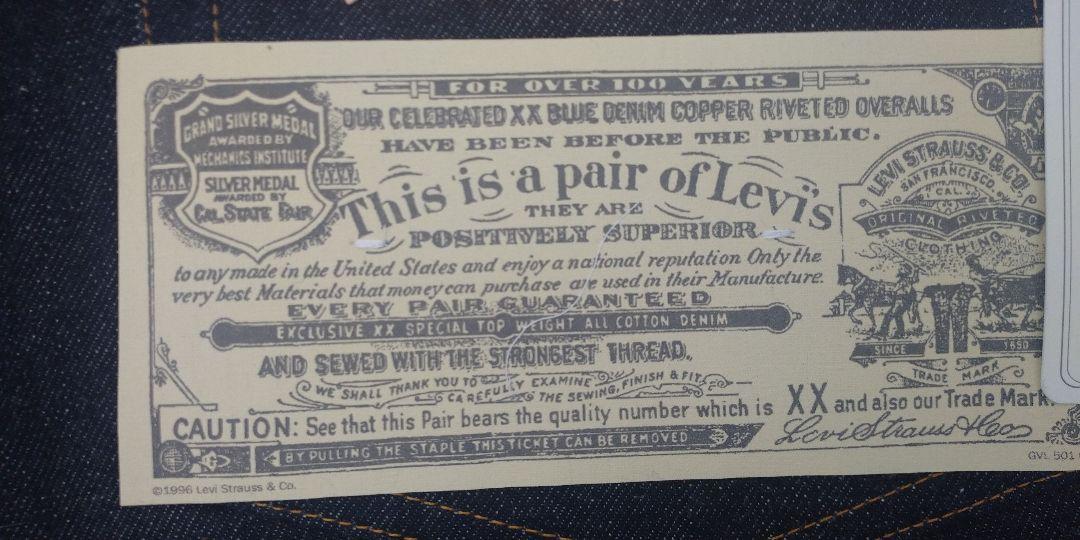 FOR OVER 100 YEARS
OUR CELEBRATED XX BLUE DENIM COPPER RIVETED OVERALLS
HAVE BEEN BEFORE THE PUBLIC.
GRAND SILVER MEDAL
AWARDED BY
MECHANICS INSTITUTE
SILVER MEDAL
AWARDED BY
CAL. STATE FAIR
This is a pair of Levi's
THEY ARE
POSITIVELY SUPERIOR
to any made in the United States and enjoy a national reputation Only the
very best Materials that money can purchase are used in their Manufacture.
EVERY PAIR GUARANTEED
EXCLUSIVE XX SPECIAL TOP WEIGHT ALL COTTON DENIM
AND SEWED WITH THE STRONGEST THREAD.
WE SHALL THANK YOU TO
CAREFULLY EXAMINE
THE SEWING, FINISH & FIT
LEVI STRAUSS & CO.
SAN FRANCISCO.
CAL.
ORIGINAL RIVETED
CLOTHING
SINCE 1850
TRADE MARK
CAUTION: See that this Pair bears the quality number which is XX and also our Trade Mark.
BY PULLING THE STAPLE THIS TICKET CAN BE REMOVED
Levi Strauss & Co
©1996 Levi Strauss & Co.
GVL 501